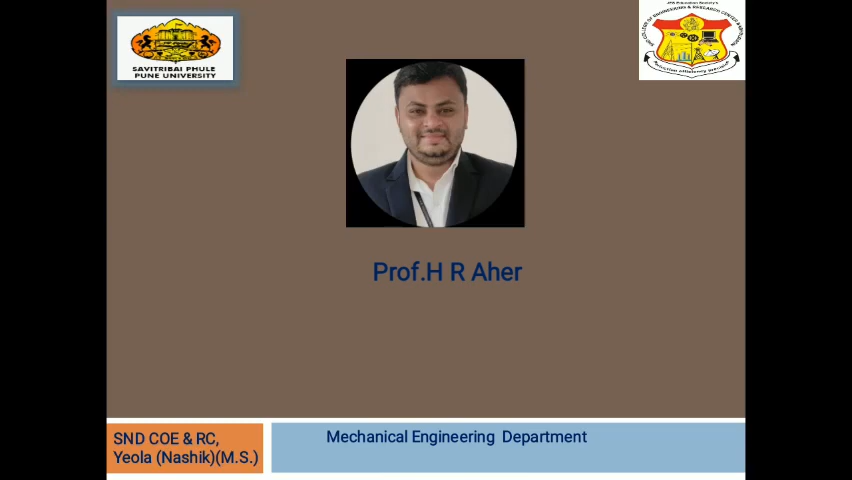 SAVITRIBAI PHULE
PUNE UNIVERSITY
Prof.H R Aher
SND COE & RC,
Yeola (Nashik)(M.S.)
Mechanical Engineering Department